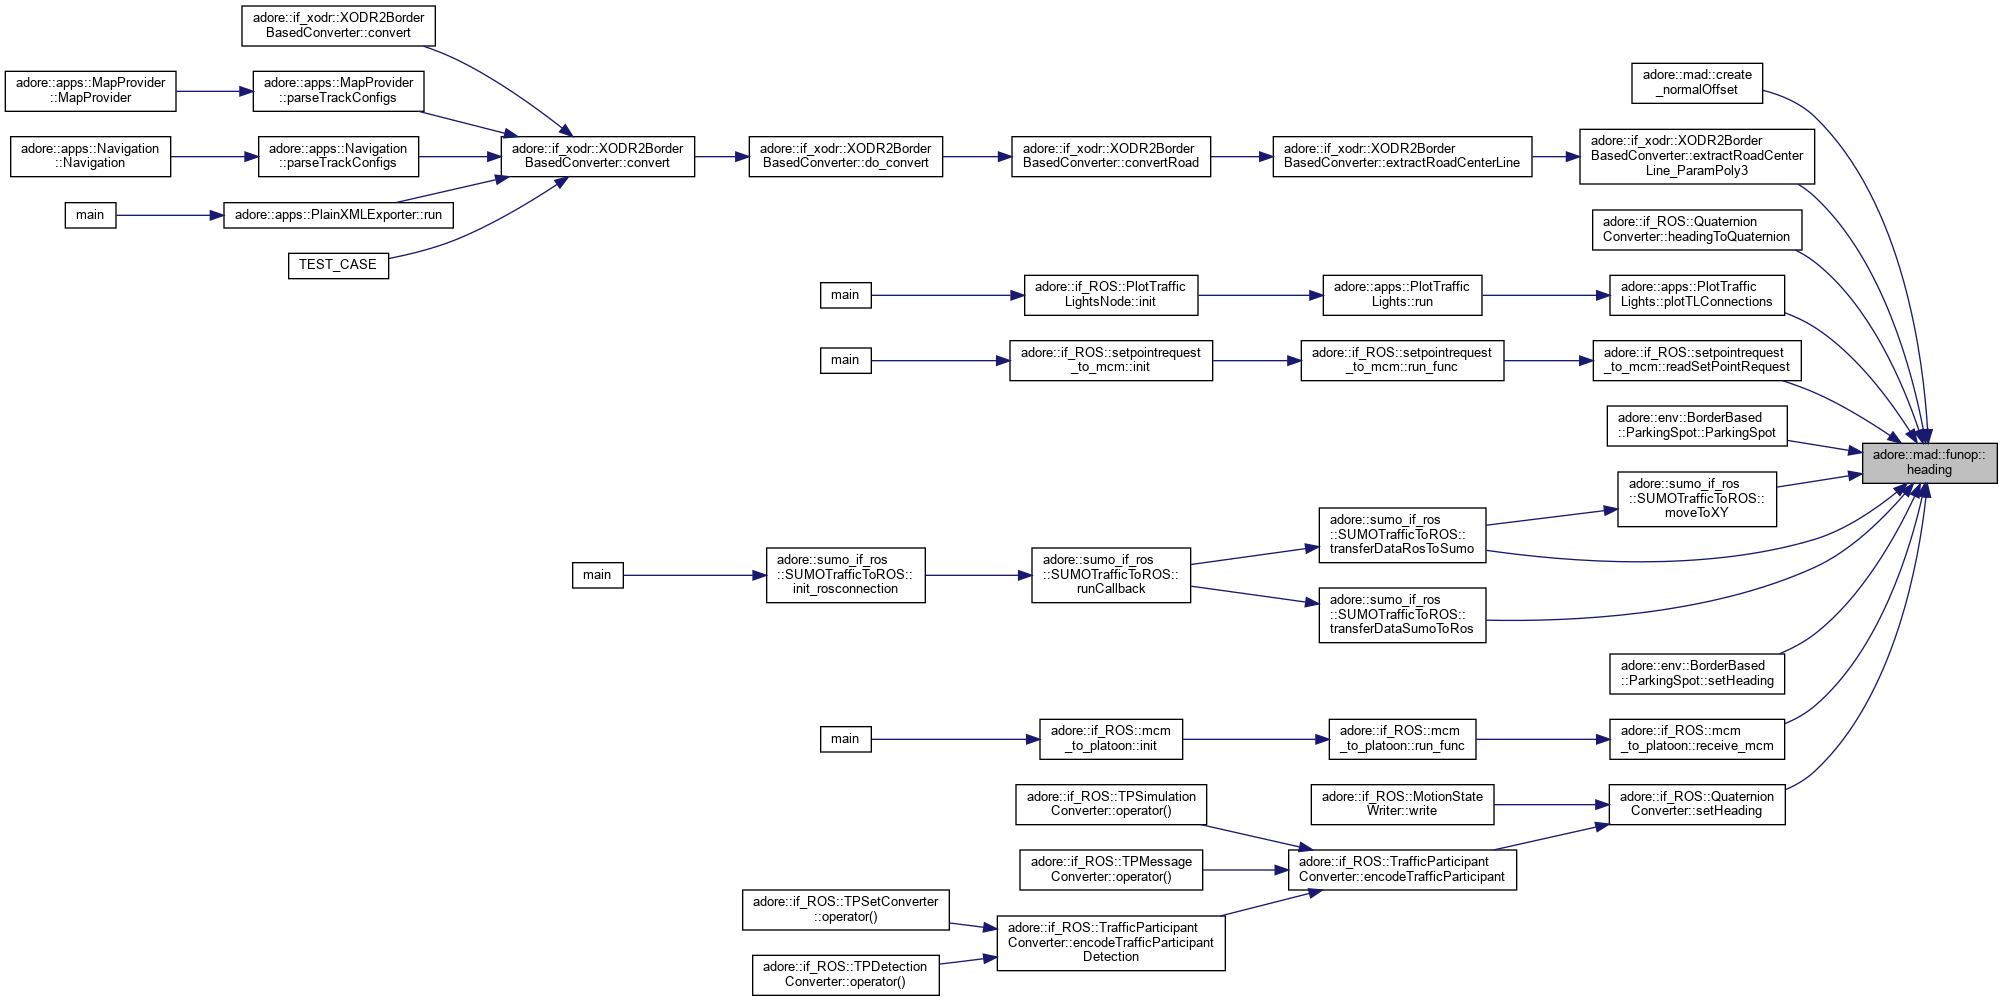 adore::if_xodr::XODR2Border
BasedConverter::convert
adore::apps::MapProvider
::MapProvider
adore::apps::MapProvider
::parseTrackConfigs
adore::apps::Navigation
::Navigation
adore::apps::Navigation
::parseTrackConfigs
main
adore::apps::PlainXMLExporter::run
TEST_CASE
adore::if_xodr::XODR2Border
BasedConverter::convert
adore::if_xodr::XODR2Border
BasedConverter::do_convert
adore::if_xodr::XODR2Border
BasedConverter::convertRoad
adore::if_xodr::XODR2Border
BasedConverter::extractRoadCenterLine
adore::mad::create
_normalOffset
adore::if_xodr::XODR2Border
BasedConverter::extractRoadCenter
Line_ParamPoly3
adore::if_ROS::Quaternion
Converter::headingToQuaternion
main
adore::if_ROS::PlotTraffic
LightsNode::init
adore::apps::PlotTraffic
Lights::run
adore::apps::PlotTraffic
Lights::plotTLConnections
main
adore::if_ROS::setpointrequest
_to_mcm::init
adore::if_ROS::setpointrequest
_to_mcm::run_func
adore::if_ROS::setpointrequest
_to_mcm::readSetPointRequest
adore::env::BorderBased
::ParkingSpot::ParkingSpot
adore::mad::funop::
heading
adore::sumo_if_ros
::SUMOTrafficToROS::
moveToXY
adore::sumo_if_ros
::SUMOTrafficToROS::
transferDataRosToSumo
main
adore::sumo_if_ros
::SUMOTrafficToROS::
init_rosconnection
adore::sumo_if_ros
::SUMOTrafficToROS::
runCallback
adore::sumo_if_ros
::SUMOTrafficToROS::
transferDataSumoToRos
adore::env::BorderBased
::ParkingSpot::setHeading
main
adore::if_ROS::mcm
_to_platoon::init
adore::if_ROS::mcm
_to_platoon::run_func
adore::if_ROS::mcm
_to_platoon::receive_mcm
adore::if_ROS::TPSimulation
Converter::operator()
adore::if_ROS::MotionState
Writer::write
adore::if_ROS::Quaternion
Converter::setHeading
adore::if_ROS::TPMessage
Converter::operator()
adore::if_ROS::TrafficParticipant
Converter::encodeTrafficParticipant
adore::if_ROS::TPSetConverter
::operator()
adore::if_ROS::TrafficParticipant
Converter::encodeTrafficParticipant
Detection
adore::if_ROS::TPDetection
Converter::operator()